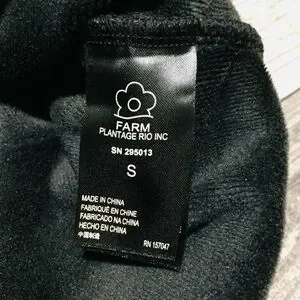 FARM
PLANTAGE RIO INC
SN 295013
S
MADE IN CHINA
FABRIQUÉ EN CHINE
FABRICADO NA CHINA
HECHO EN CHINA
中国制造
RN 157047